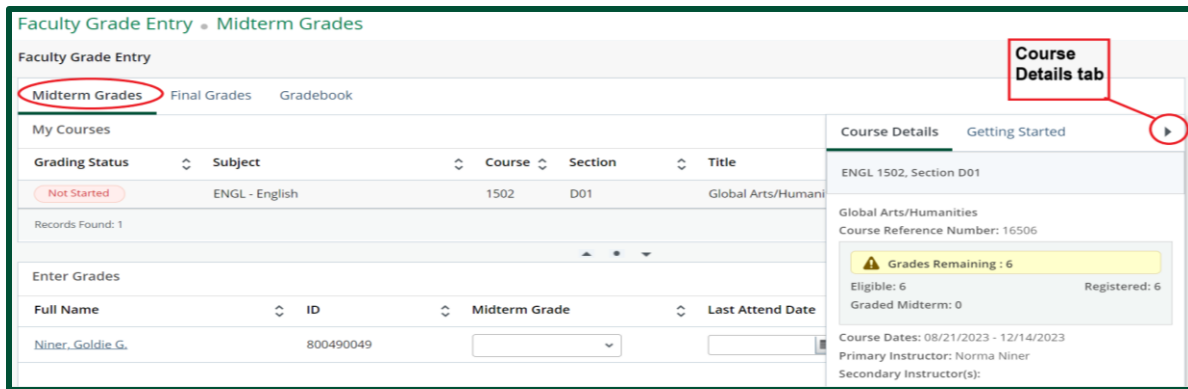 Faculty Grade Entry • Midterm Grades
Faculty Grade Entry
Course
Details tab
Midterm Grades Final Grades Gradebook
My Courses
Course Details Getting Started
Grading Status Subject Course Section Title
ENGL 1502, Section D01
Not Started ENGL - English 1502 D01 Global Arts/Humani
Records Found: 1
Global Arts/Humanities
Course Reference Number: 16506
Grades Remaining : 6
Enter Grades
Eligible: 6 Registered: 6
Graded Midterm: 0
Full Name ID Midterm Grade Last Attend Date
Course Dates: 08/21/2023 - 12/14/2023
Niner, Goldie G. 800490049
Primary Instructor: Norma Niner
Secondary Instructor(s):